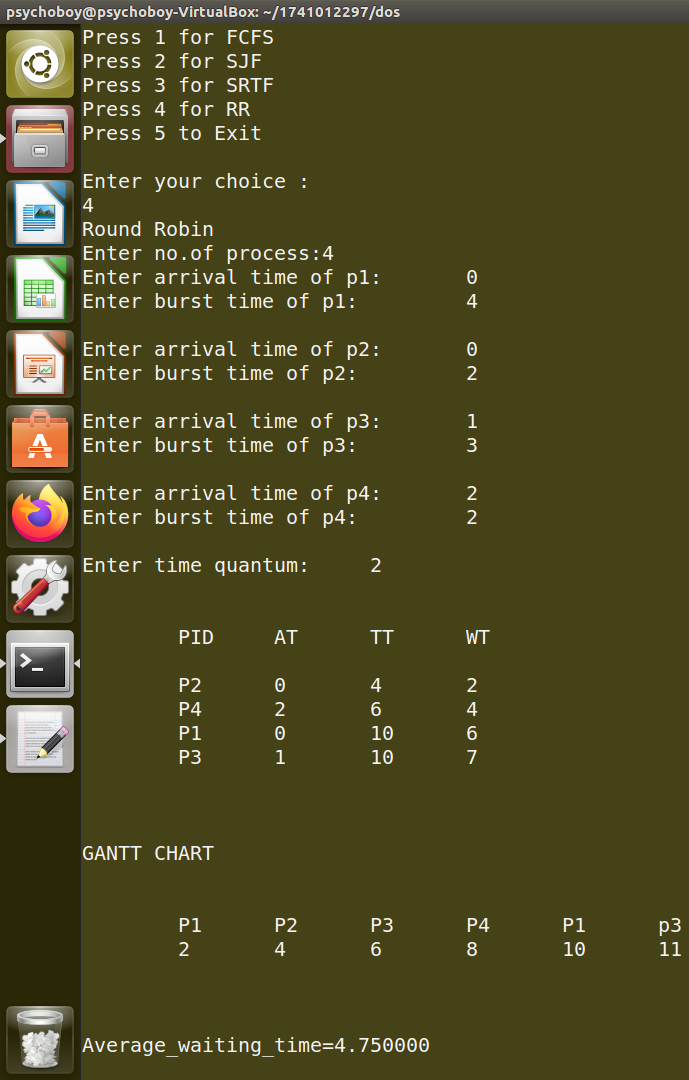 psychoboy@psychoboy-VirtualBox: ~/1741012297/dos
Press 1 for FCFS
Press 2 for SJF
Press 3 for SRTF
Press 4 for RR
Press 5 to Exit
Enter your choice :
4
Round Robin
Enter no.of process:4
Enter arrival time of p1: 0
Enter burst time of p1: 4
Enter arrival time of p2: 0
Enter burst time of p2: 2
Enter arrival time of p3: 1
Enter burst time of p3: 3
Enter arrival time of p4: 2
Enter burst time of p4: 2
Enter time quantum: 2
PID AT TT WT
P2 0 4 2
P4 2 6 4
P1 0 10 6
P3 1 10 7
GANTT CHART
P1 P2 P3 P4 P1 p3
2 4 6 8 10 11
Average_waiting_time=4.750000